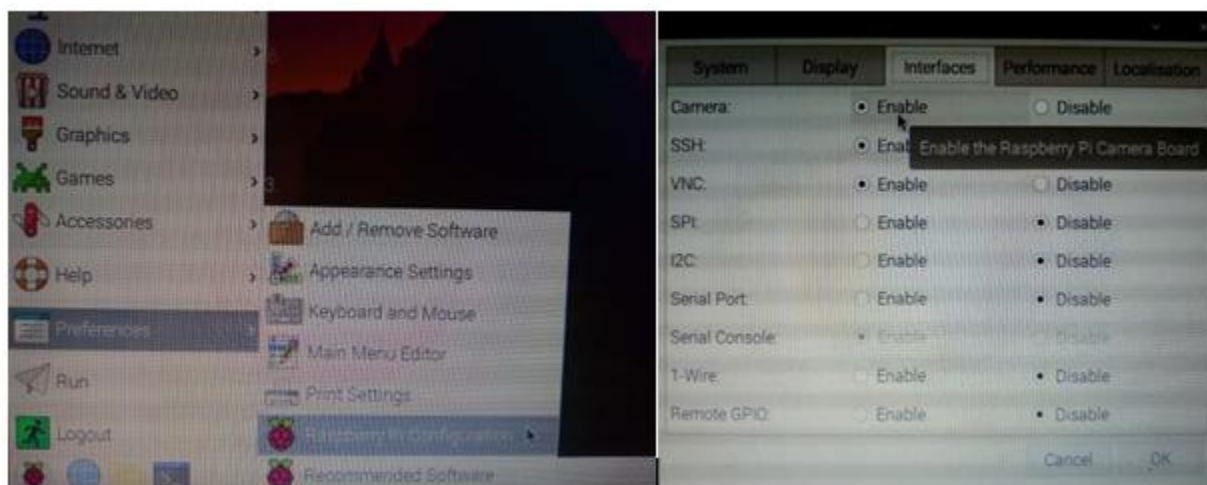 Internet
Sound & Video
Graphics
Games
Accessories
Help
Preferences
Run
Logout
Add / Remove Software
Appearance Settings
Keyboard and Mouse
Main Menu Editor
Print Settings
Raspberry Pi Configuration
Recommended Software
System Display Interfaces Performance Localisation
Camera: Enable Disable
Enable the Raspberry Pi Camera Board
SSH: Enab
VNC: Enable Disable
SPI: Enable Disable
I2C: Enable Disable
Serial Port: Enable Disable
Serial Console: Enable Disable
1-Wire: Enable Disable
Remote GPIO: Enable Disable
Cancel OK